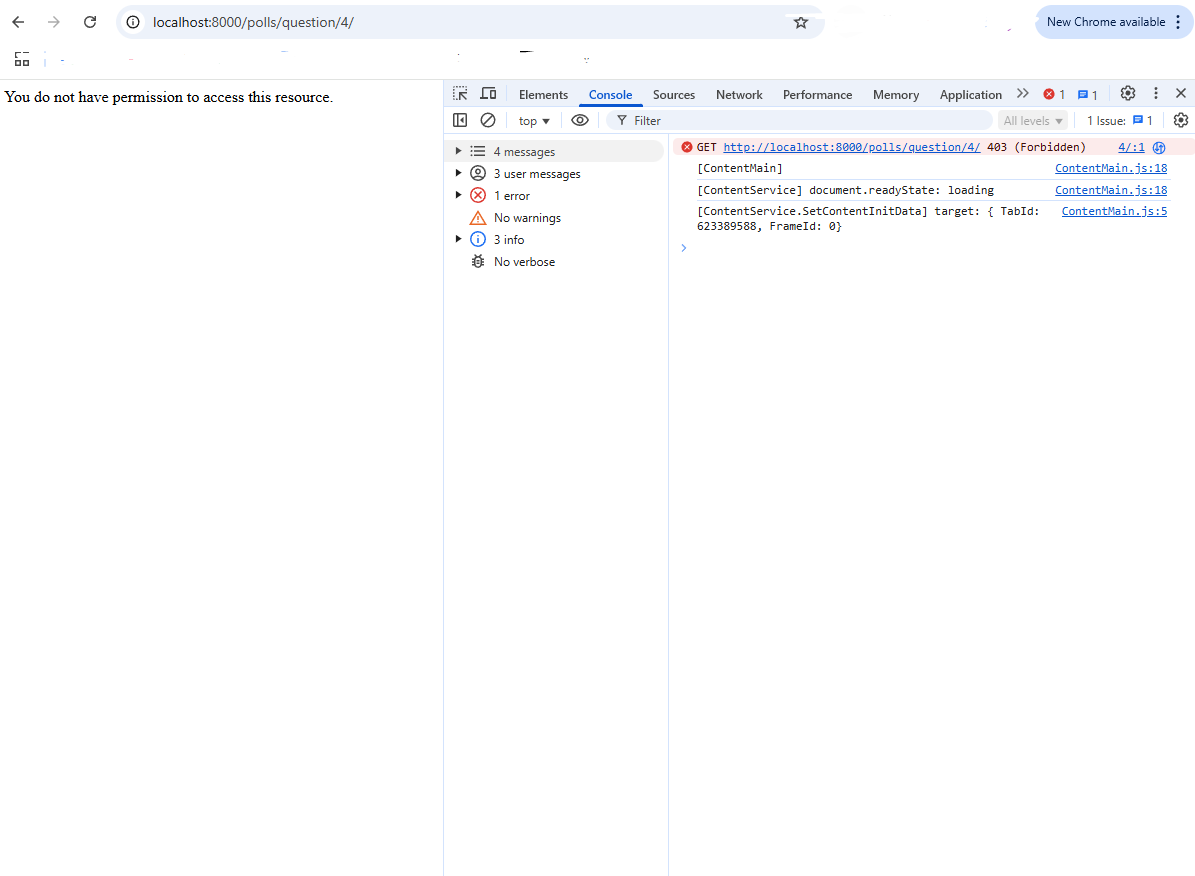 localhost:8000/polls/question/4/
New Chrome available
You do not have permission to access this resource.
Elements Console Sources Network Performance Memory Application 1 1
top Filter All levels 1 Issue: 1
4 messages
3 user messages
1 error
No warnings
3 info
No verbose
GET http://localhost:8000/polls/question/4/ 403 (Forbidden) 4/:1
[ContentMain] ContentMain.js:18
[ContentService] document.readyState: loading ContentMain.js:18
[ContentService.SetContentInitData] target: { TabId: ContentMain.js:5
623389588, FrameId: 0}